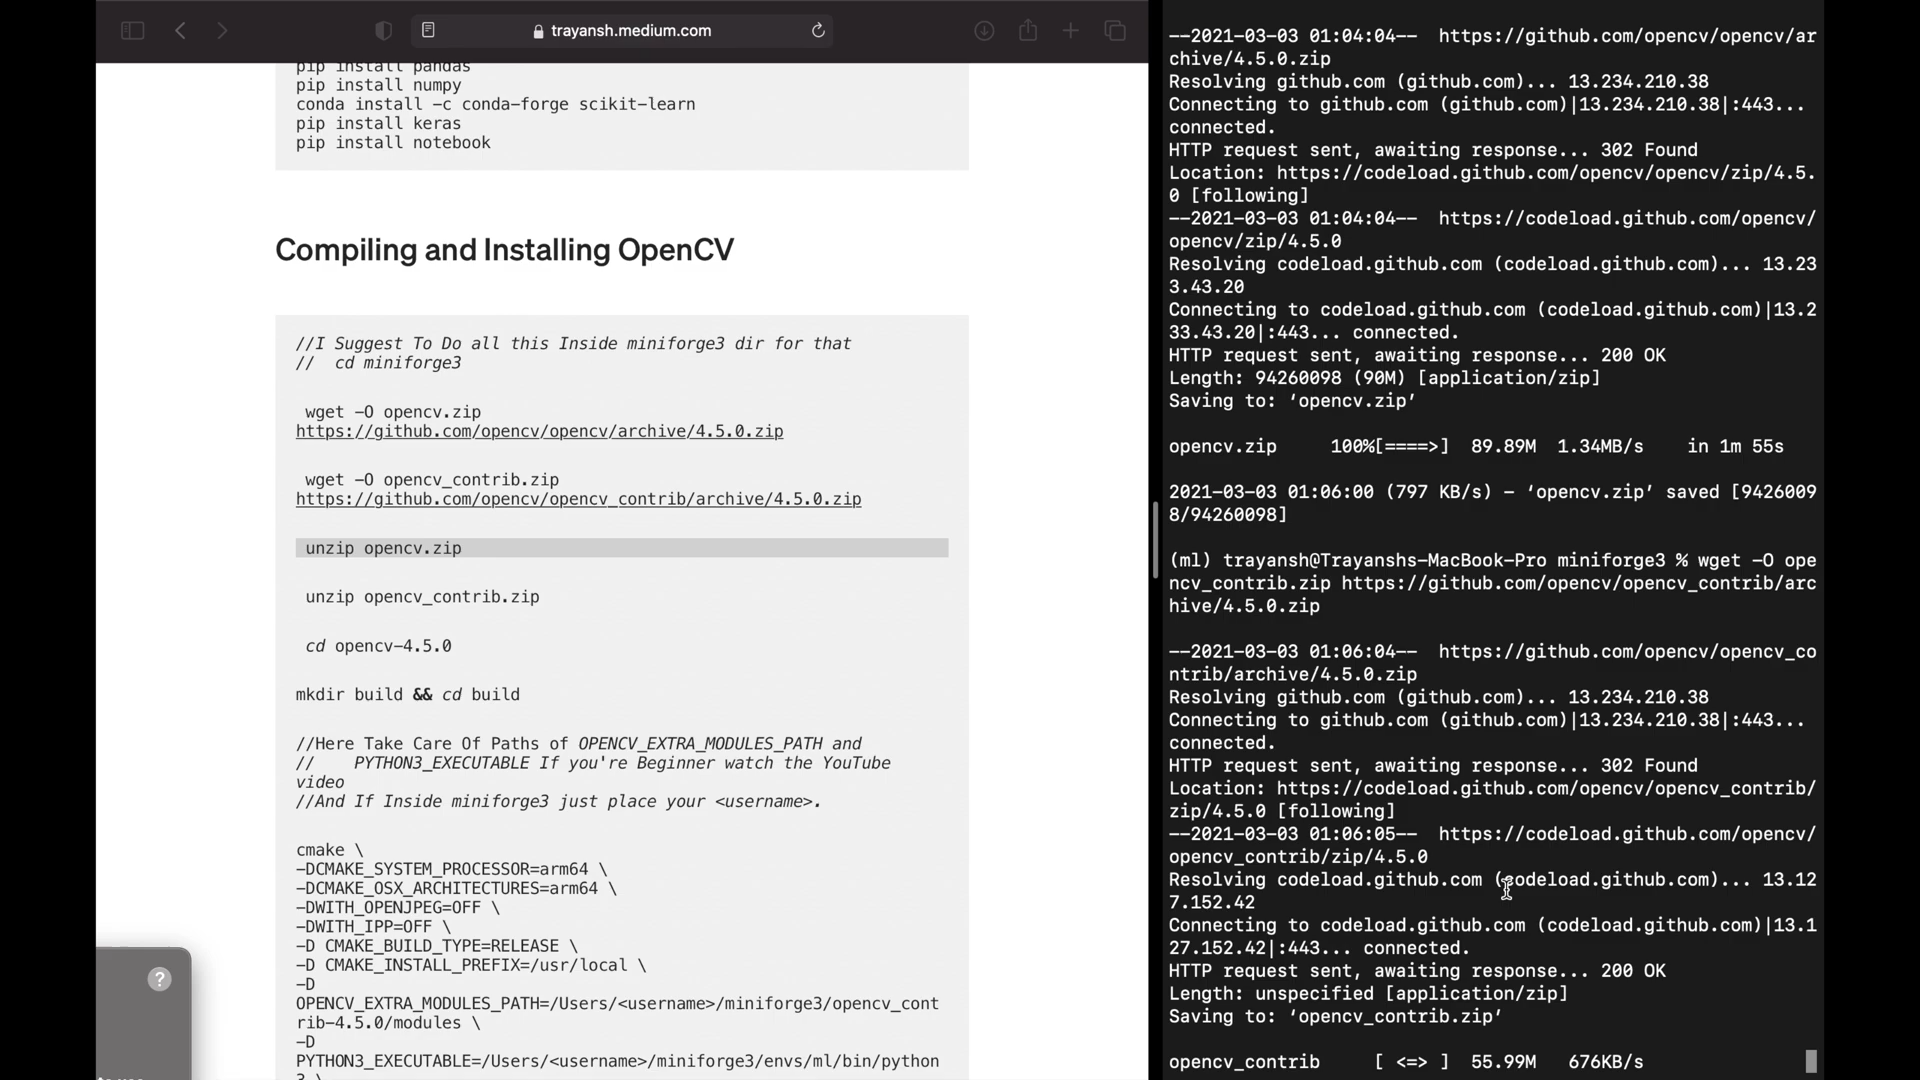 trayansh.medium.com
pip install pandas
pip install numpy
conda install -c conda-forge scikit-learn
pip install keras
pip install notebook
Compiling and Installing OpenCV
//I Suggest To Do all this Inside miniforge3 dir for that
// cd miniforge3
wget -O opencv.zip
https://github.com/opencv/opencv/archive/4.5.0.zip
wget -O opencv_contrib.zip
https://github.com/opencv/opencv_contrib/archive/4.5.0.zip
unzip opencv.zip
unzip opencv_contrib.zip
cd opencv-4.5.0
mkdir build && cd build
//Here Take Care Of Paths of OPENCV_EXTRA_MODULES_PATH and
// PYTHON3_EXECUTABLE If you're Beginner watch the YouTube
video
//And If Inside miniforge3 just place your <username>.
cmake \
-DCMAKE_SYSTEM_PROCESSOR=arm64 \
-DCMAKE_OSX_ARCHITECTURES=arm64 \
-DWITH_OPENJPEG=OFF \
-DWITH_IPP=OFF \
-D CMAKE_BUILD_TYPE=RELEASE \
-D CMAKE_INSTALL_PREFIX=/usr/local \
-D
OPENCV_EXTRA_MODULES_PATH=/Users/<username>/miniforge3/opencv_cont
rib-4.5.0/modules \
-D
PYTHON3_EXECUTABLE=/Users/<username>/miniforge3/envs/ml/bin/python
3 \
?
--2021-03-03 01:04:04-- https://github.com/opencv/opencv/ar
chive/4.5.0.zip
Resolving github.com (github.com)... 13.234.210.38
Connecting to github.com (github.com)|13.234.210.38|:443...
connected.
HTTP request sent, awaiting response... 302 Found
Location: https://codeload.github.com/opencv/opencv/zip/4.5.
0 [following]
--2021-03-03 01:04:04-- https://codeload.github.com/opencv/
opencv/zip/4.5.0
Resolving codeload.github.com (codeload.github.com)... 13.23
3.43.20
Connecting to codeload.github.com (codeload.github.com)|13.2
33.43.20|:443... connected.
HTTP request sent, awaiting response... 200 OK
Length: 94260098 (90M) [application/zip]
Saving to: ‘opencv.zip’
opencv.zip 100%[====>] 89.89M 1.34MB/s in 1m 55s
2021-03-03 01:06:00 (797 KB/s) - ‘opencv.zip’ saved [9426009
8/94260098]
(ml) trayansh@Trayanshs-MacBook-Pro miniforge3 % wget -O ope
ncv_contrib.zip https://github.com/opencv/opencv_contrib/arc
hive/4.5.0.zip
--2021-03-03 01:06:04-- https://github.com/opencv/opencv_co
ntrib/archive/4.5.0.zip
Resolving github.com (github.com)... 13.234.210.38
Connecting to github.com (github.com)|13.234.210.38|:443...
connected.
HTTP request sent, awaiting response... 302 Found
Location: https://codeload.github.com/opencv/opencv_contrib/
zip/4.5.0 [following]
--2021-03-03 01:06:05-- https://codeload.github.com/opencv/
opencv_contrib/zip/4.5.0
Resolving codeload.github.com (codeload.github.com)... 13.12
7.152.42
Connecting to codeload.github.com (codeload.github.com)|13.1
27.152.42|:443... connected.
HTTP request sent, awaiting response... 200 OK
Length: unspecified [application/zip]
Saving to: ‘opencv_contrib.zip’
opencv_contrib [ <=> ] 55.99M 676KB/s